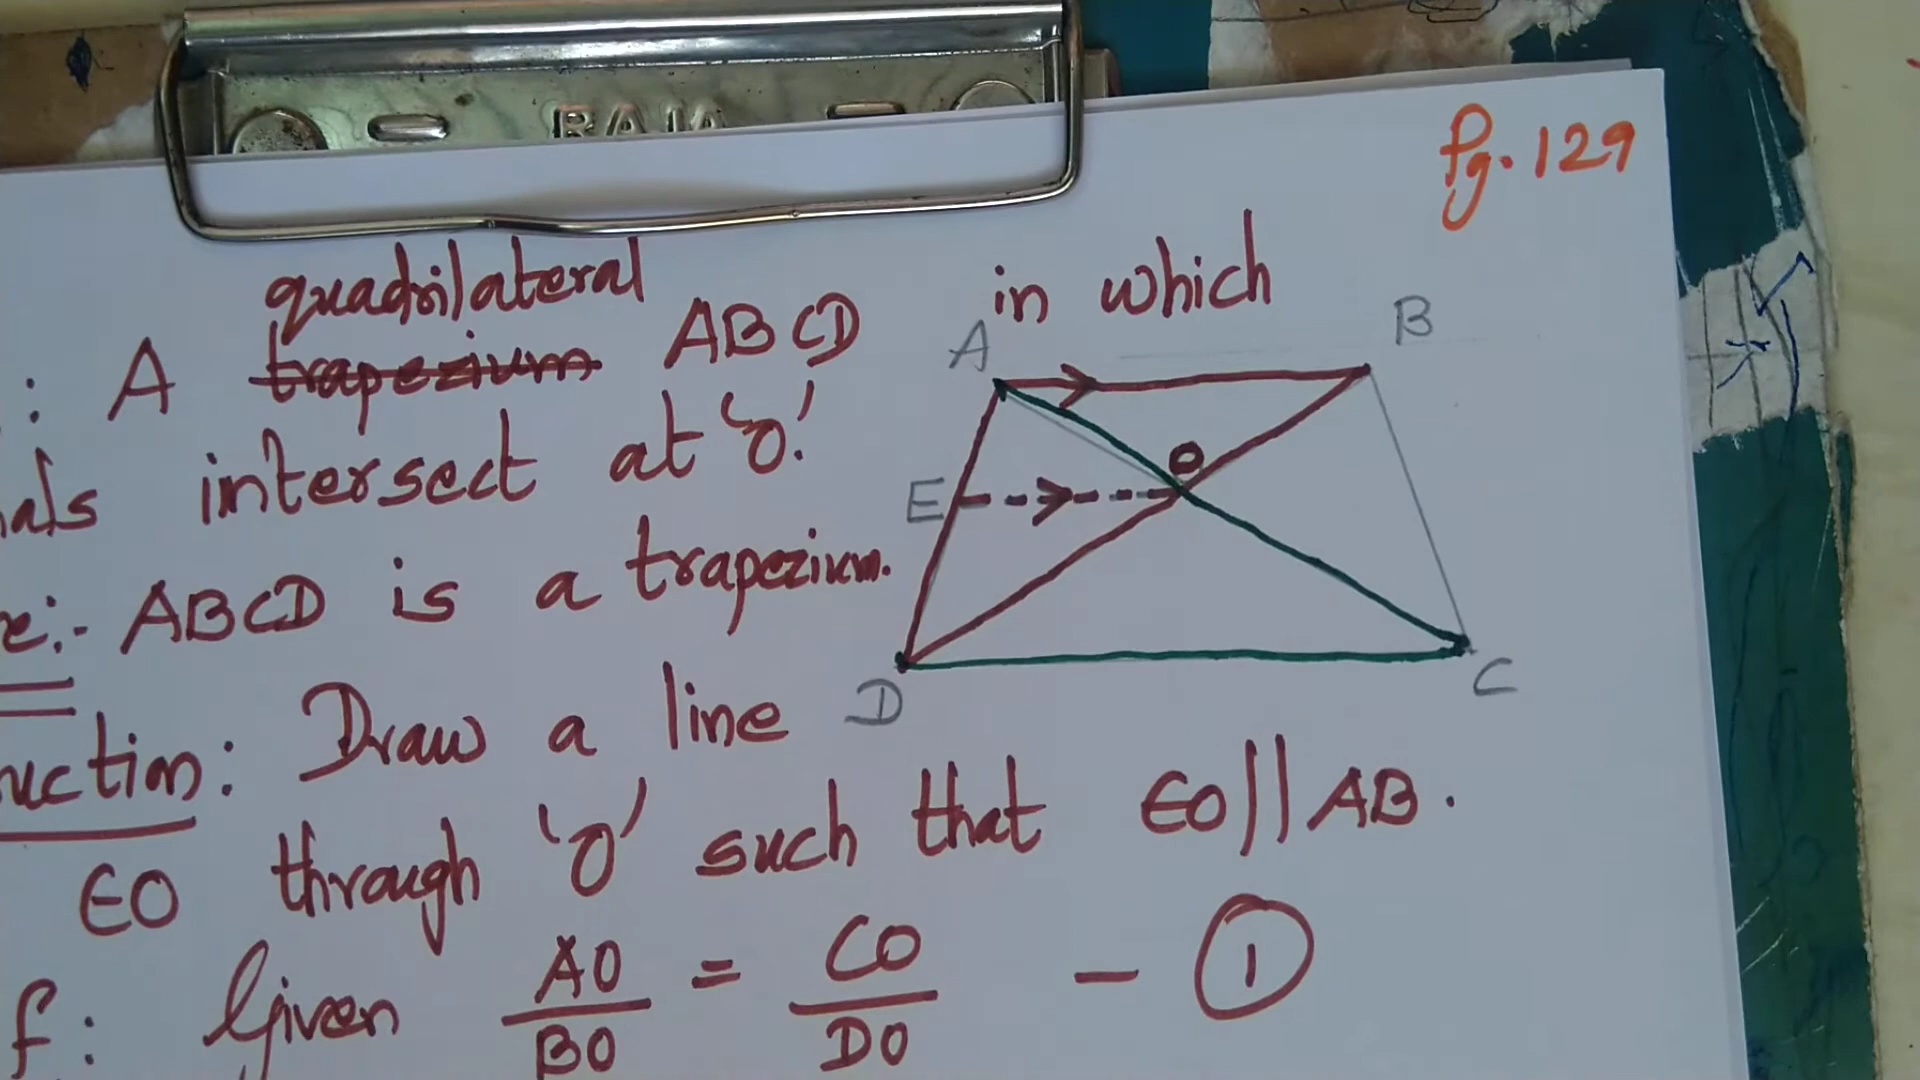 RAJA
Pg. 129
quadrilateral in which
: A trapezium ABCD
intersect at 'O'.
:- ABCD is a trapezium.
uction: Draw a line
EO through 'O' such that EO||AB.
f: Given AO/BO = CO/DO - 1
A
B
O
E
D
C